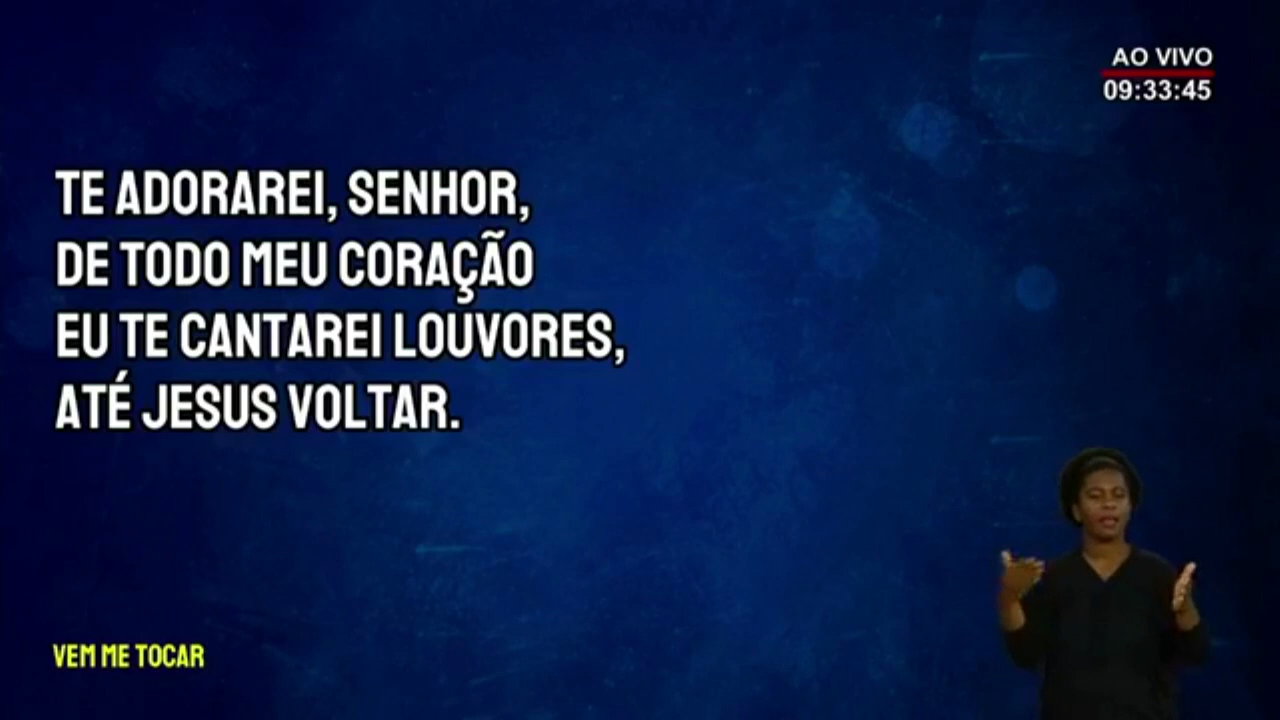 AO VIVO
09:33:45
TE ADORAREI, SENHOR,
DE TODO MEU CORAÇÃO
EU TE CANTAREI LOUVORES,
ATÉ JESUS VOLTAR.
VEM ME TOCAR